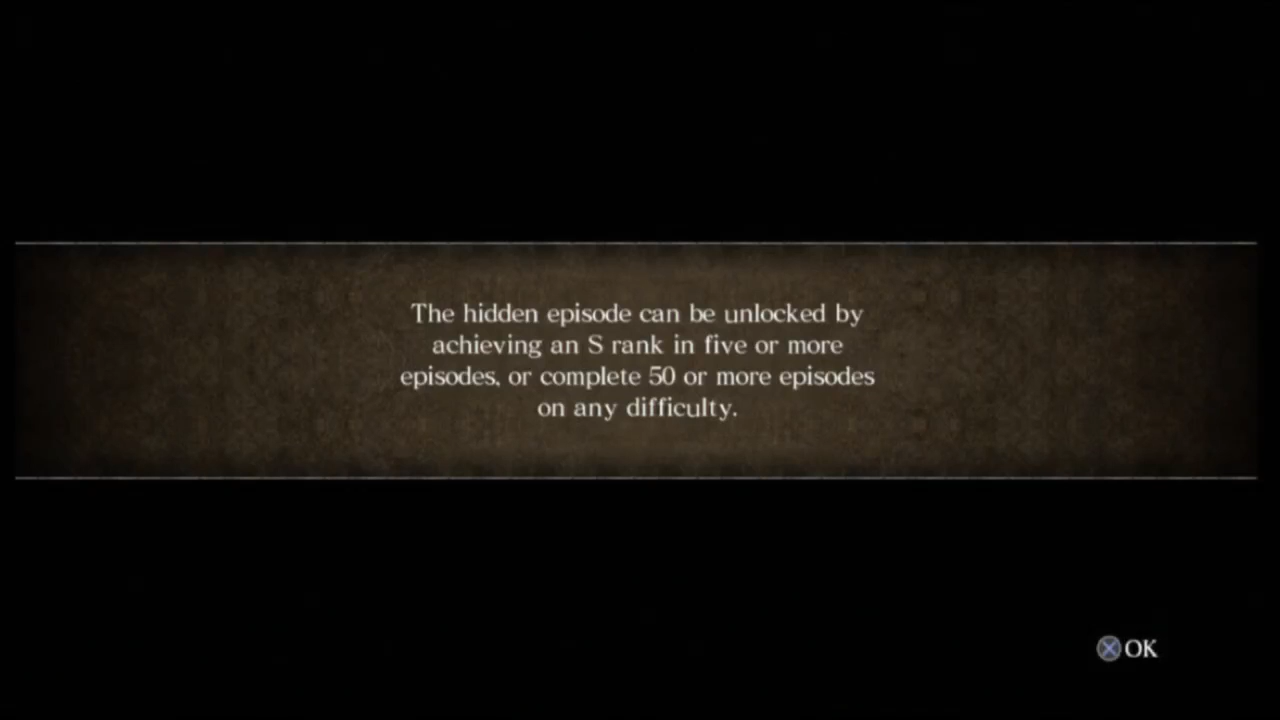 The hidden episode can be unlocked by
achieving an S rank in five or more
episodes, or complete 50 or more episodes
on any difficulty.
OK